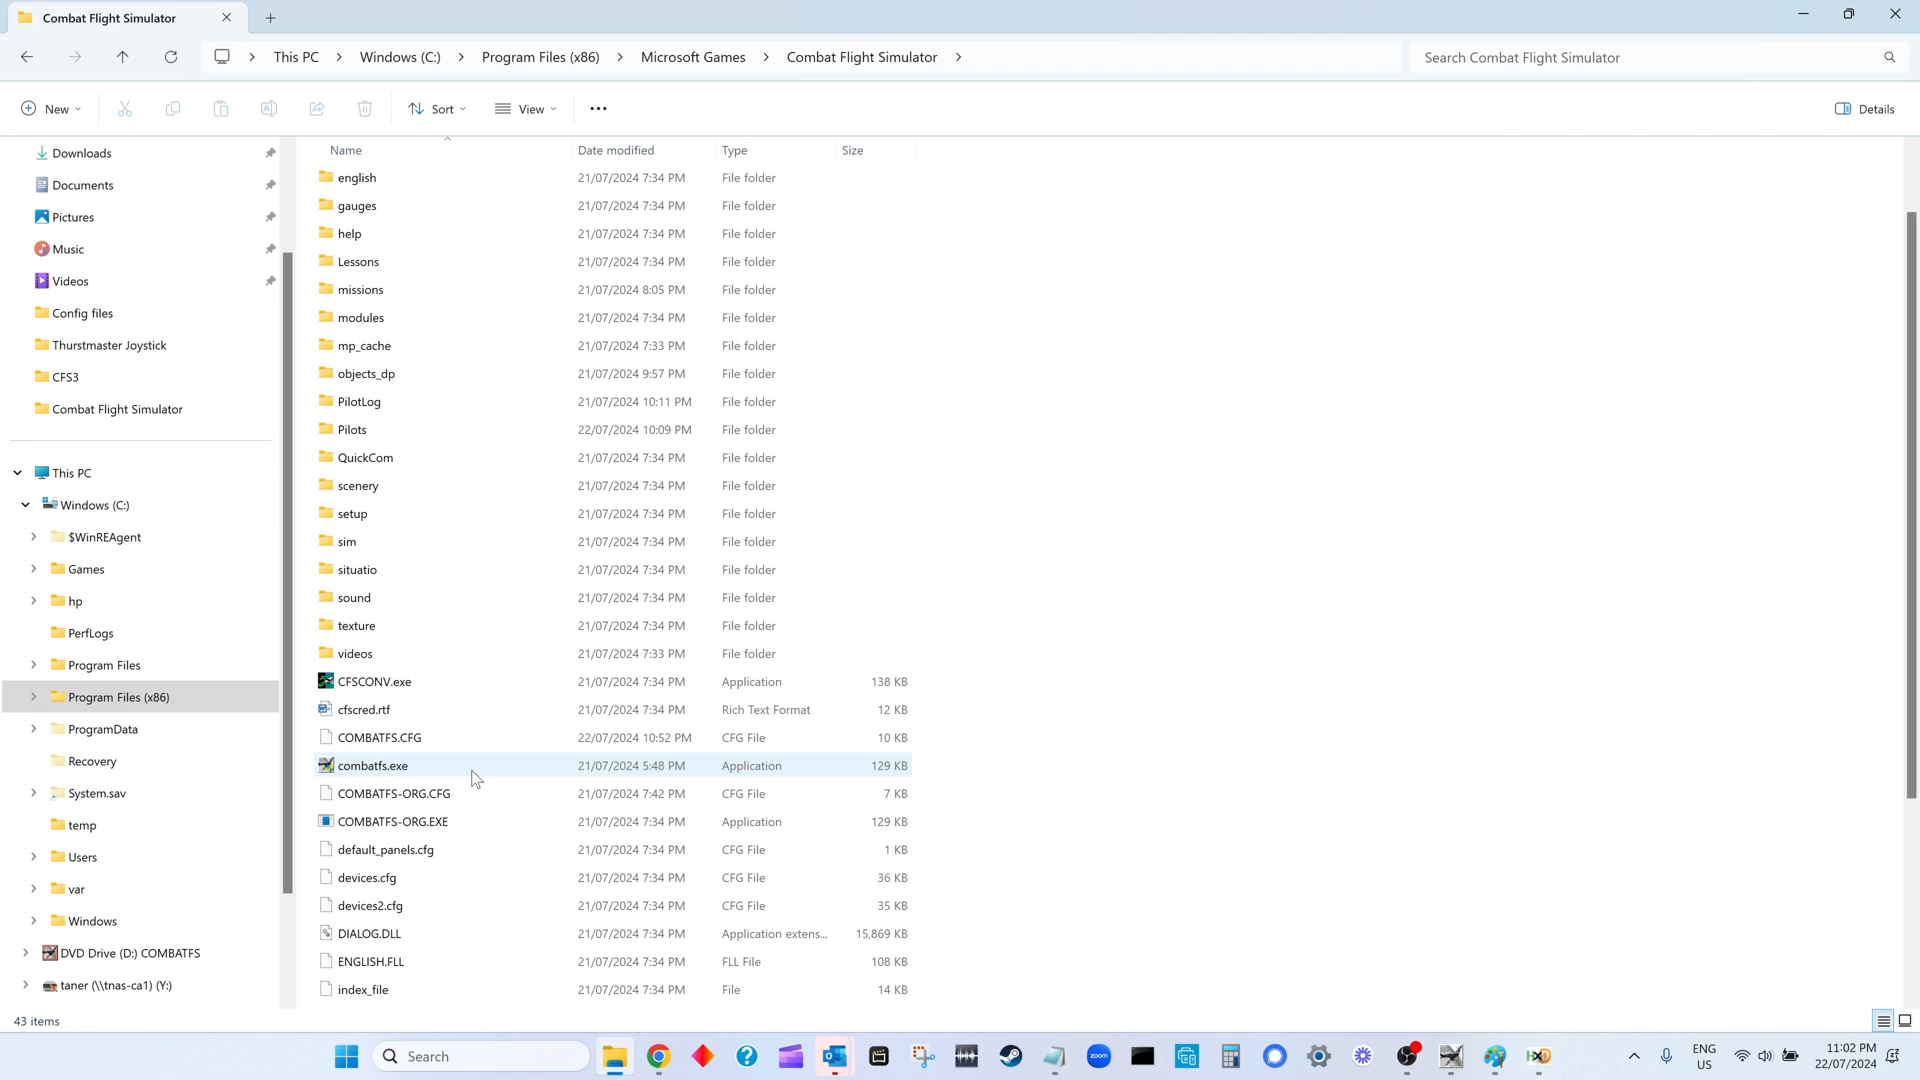 Combat Flight Simulator
This PC
Windows (C:)
Program Files (x86)
Microsoft Games
Combat Flight Simulator
Search Combat Flight Simulator
New
Sort
View
Details
Downloads
Documents
Pictures
Music
Videos
Config files
Thurstmaster Joystick
CFS3
Combat Flight Simulator
This PC
Windows (C:)
$WinREAgent
Games
hp
PerfLogs
Program Files
Program Files (x86)
ProgramData
Recovery
System.sav
temp
Users
var
Windows
DVD Drive (D:) COMBATFS
taner (\\tnas-ca1) (Y:)
Name Date modified Type Size
english 21/07/2024 7:34 PM File folder
gauges 21/07/2024 7:34 PM File folder
help 21/07/2024 7:34 PM File folder
Lessons 21/07/2024 7:34 PM File folder
missions 21/07/2024 8:05 PM File folder
modules 21/07/2024 7:34 PM File folder
mp_cache 21/07/2024 7:33 PM File folder
objects_dp 21/07/2024 9:57 PM File folder
PilotLog 21/07/2024 10:11 PM File folder
Pilots 22/07/2024 10:09 PM File folder
QuickCom 21/07/2024 7:34 PM File folder
scenery 21/07/2024 7:34 PM File folder
setup 21/07/2024 7:34 PM File folder
sim 21/07/2024 7:34 PM File folder
situatio 21/07/2024 7:34 PM File folder
sound 21/07/2024 7:34 PM File folder
texture 21/07/2024 7:34 PM File folder
videos 21/07/2024 7:33 PM File folder
CFSCONV.exe 21/07/2024 7:34 PM Application 138 KB
cfscred.rtf 21/07/2024 7:34 PM Rich Text Format 12 KB
COMBATFS.CFG 22/07/2024 10:52 PM CFG File 10 KB
combatfs.exe 21/07/2024 5:48 PM Application 129 KB
COMBATFS-ORG.CFG 21/07/2024 7:42 PM CFG File 7 KB
COMBATFS-ORG.EXE 21/07/2024 7:34 PM Application 129 KB
default_panels.cfg 21/07/2024 7:34 PM CFG File 1 KB
devices.cfg 21/07/2024 7:34 PM CFG File 36 KB
devices2.cfg 21/07/2024 7:34 PM CFG File 35 KB
DIALOG.DLL 21/07/2024 7:34 PM Application extens... 15,869 KB
ENGLISH.FLL 21/07/2024 7:34 PM FLL File 108 KB
index_file 21/07/2024 7:34 PM File 14 KB
43 items
Search
zoom
HXD
ENG
US
11:02 PM
22/07/2024